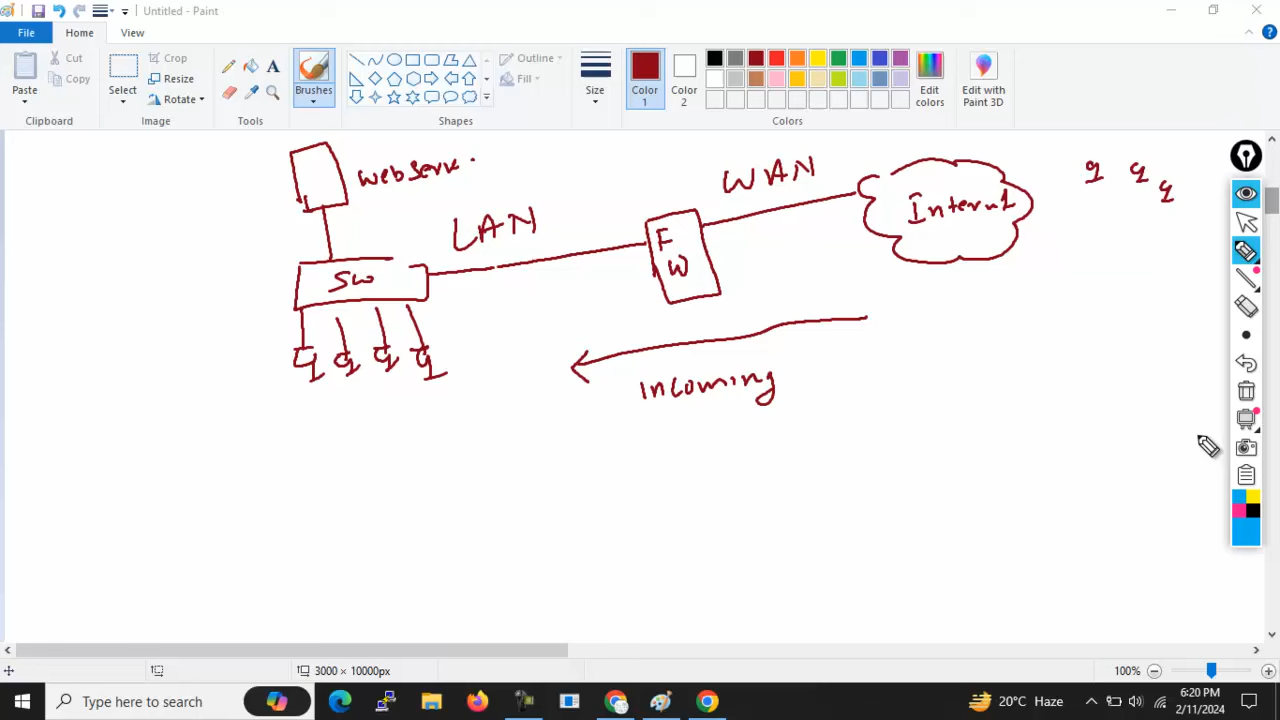 Untitled - Paint
File Home View
Paste
Cut
Copy
Clipboard
Select
Crop
Resize
Rotate
Image
A
Tools
Brushes
Outline
Fill
Shapes
Size
Color 1
Color 2
Edit colors
Colors
Edit with Paint 3D
WebServ
LAN
WAN
Internet
FW
SW
Incoming
3000 × 10000px
100%
Type here to search
20°C Haze
6:20 PM
2/11/2024